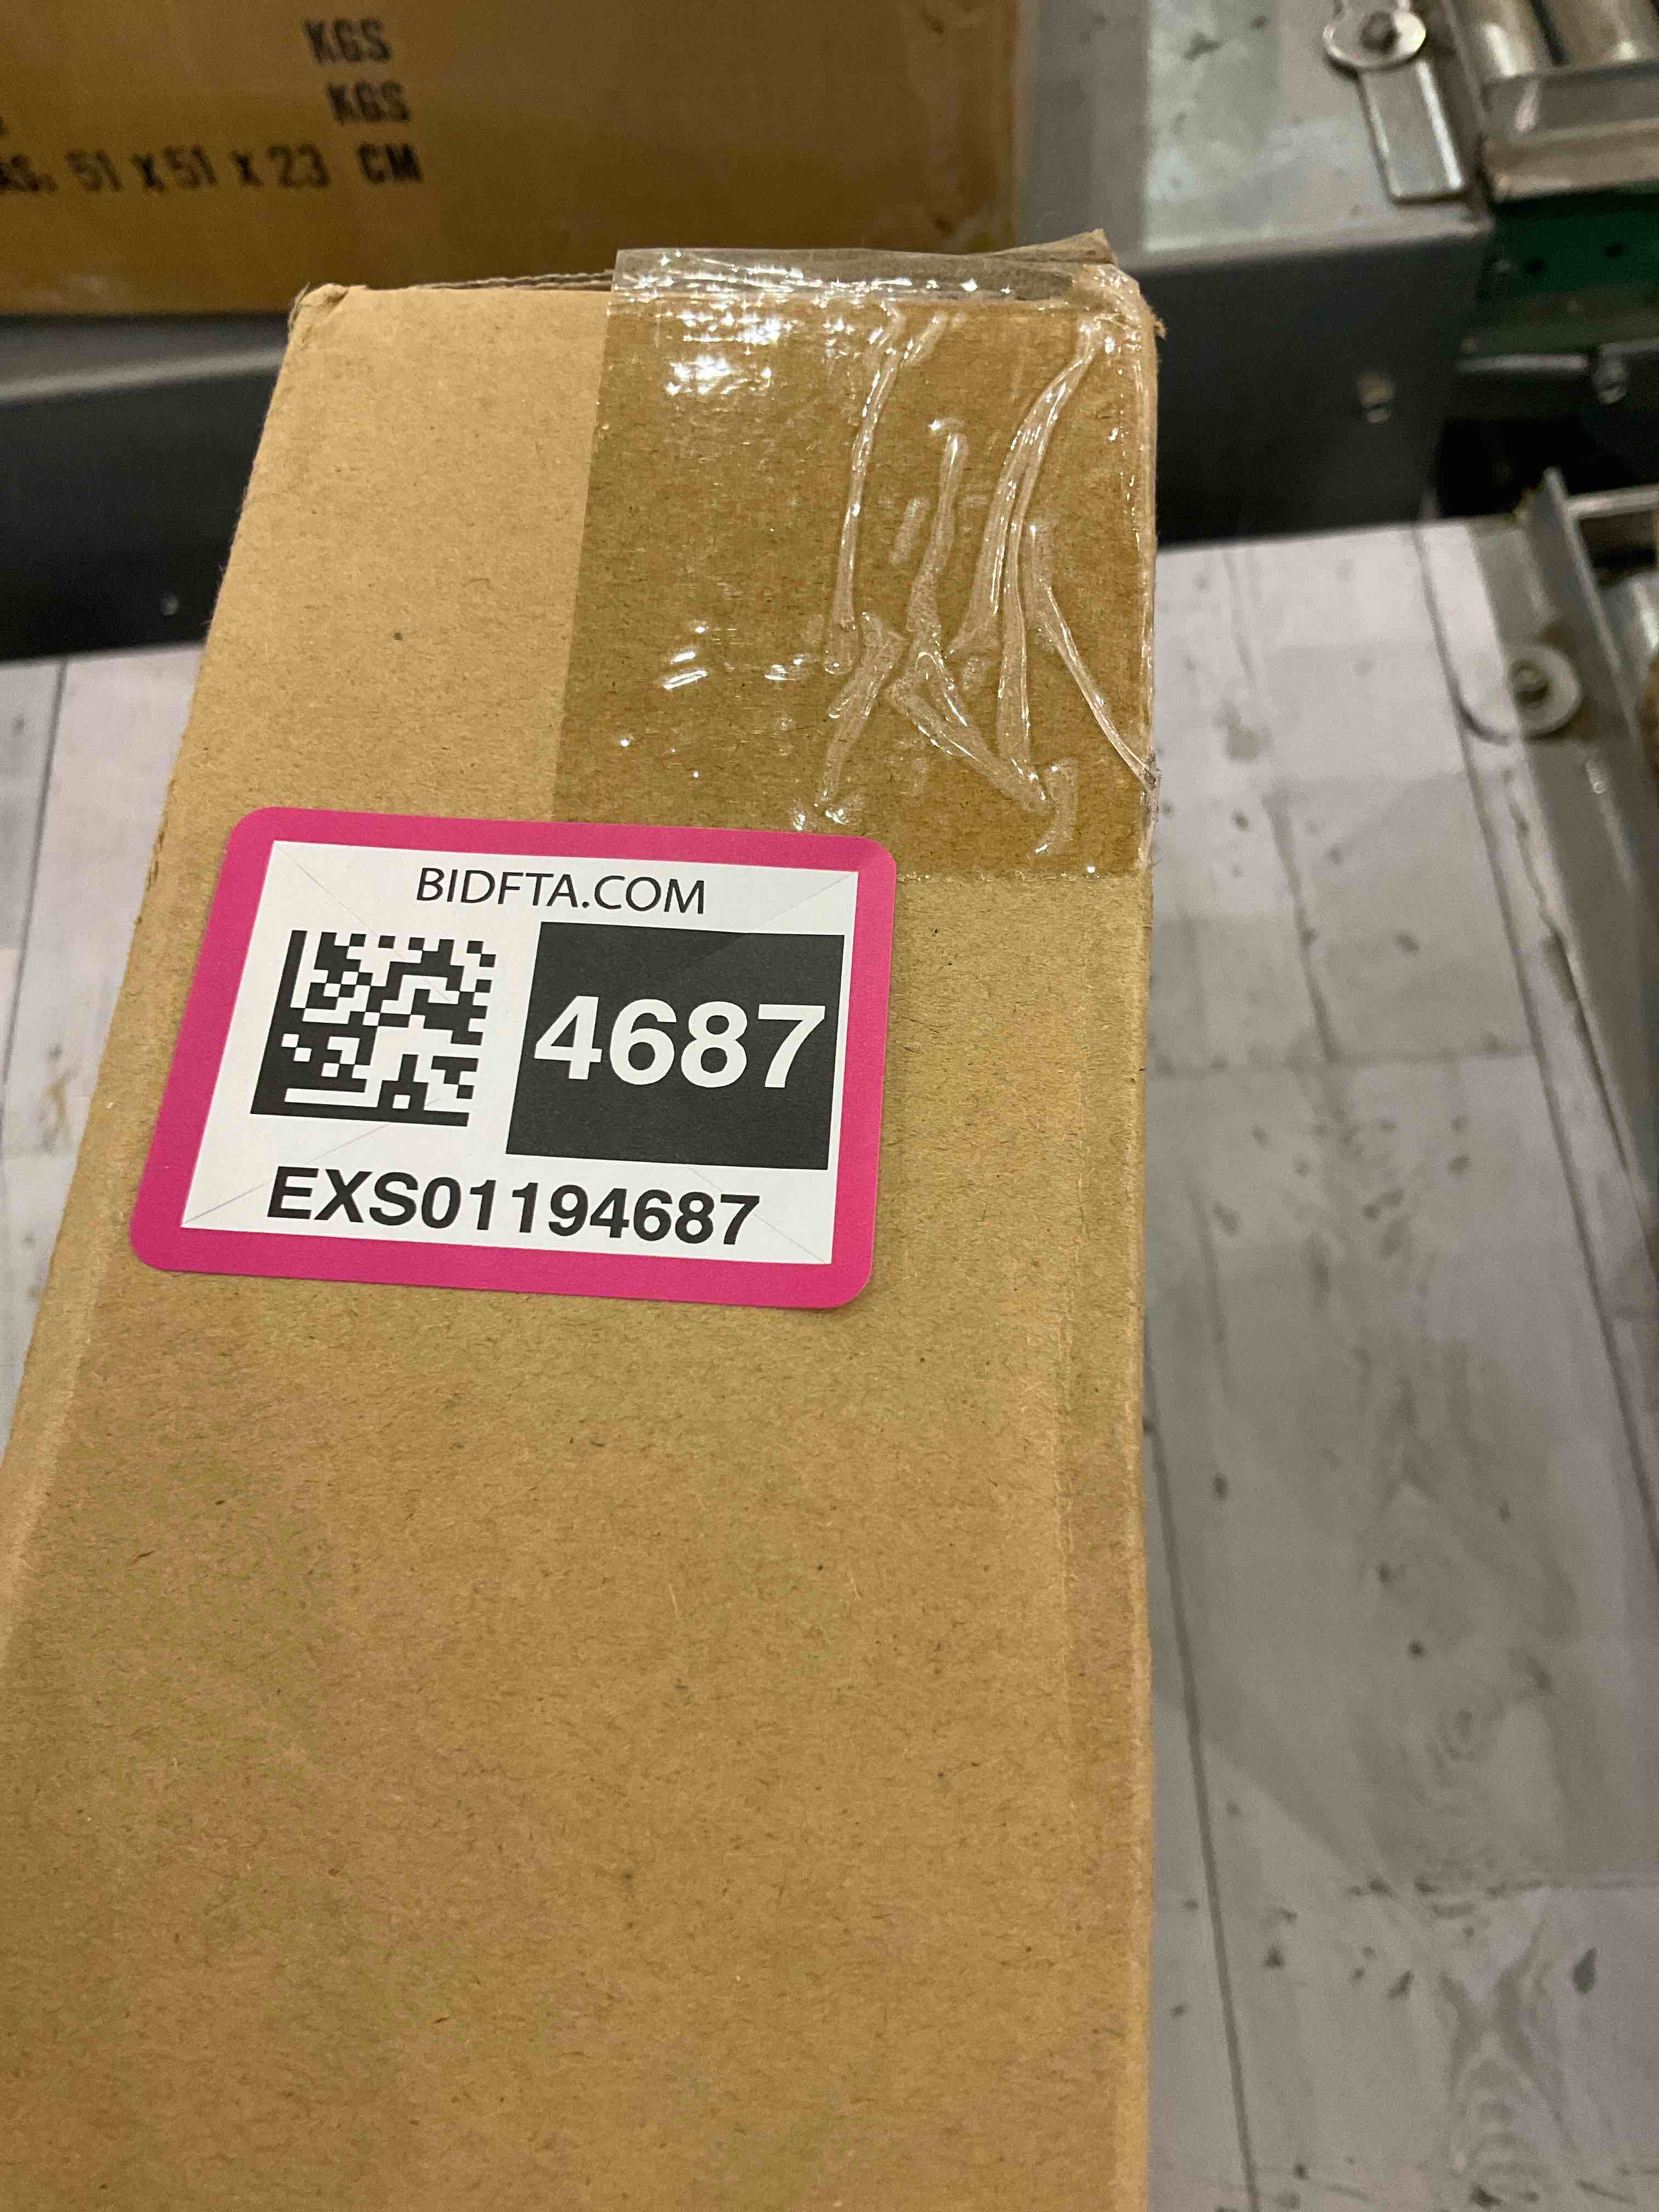 KGS
KGS
51 X 51 X 23 CM
BIDFTA.COM
4687
EXS01194687